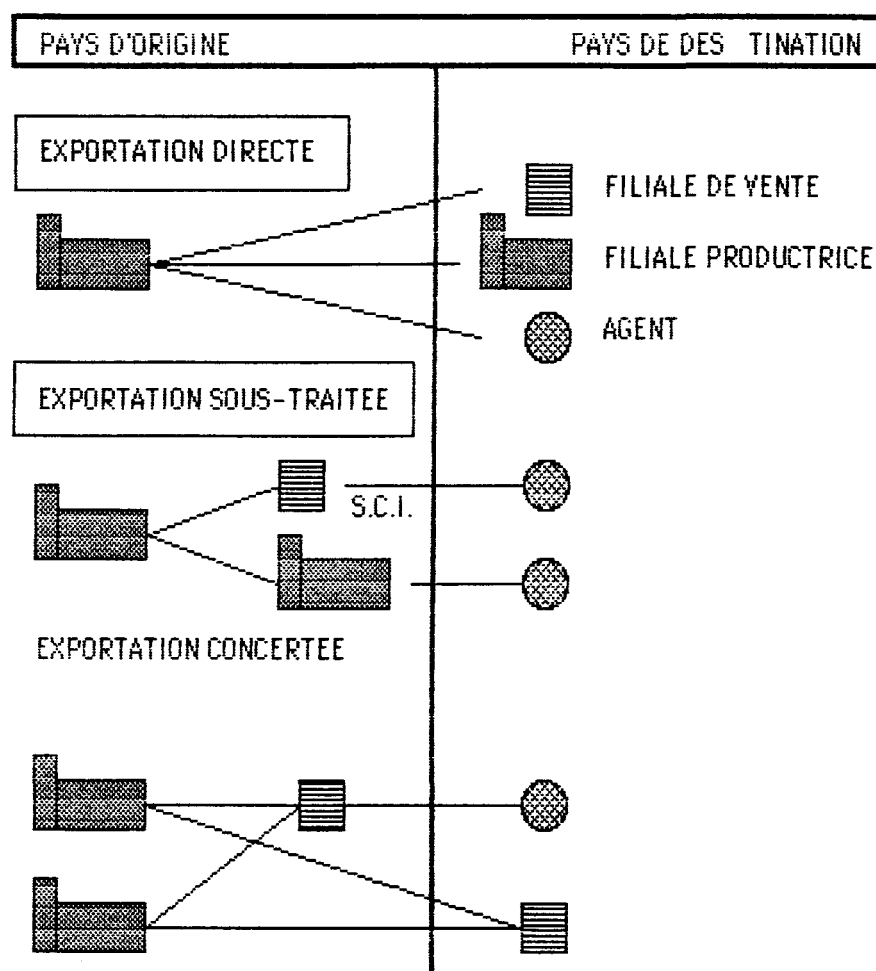 PAYS D'ORIGINE PAYS DE DES TINATION
EXPORTATION DIRECTE
FILIALE DE VENTE
FILIALE PRODUCTRICE
AGENT
EXPORTATION SOUS-TRAITEE
S.C.I.
EXPORTATION CONCERTEE